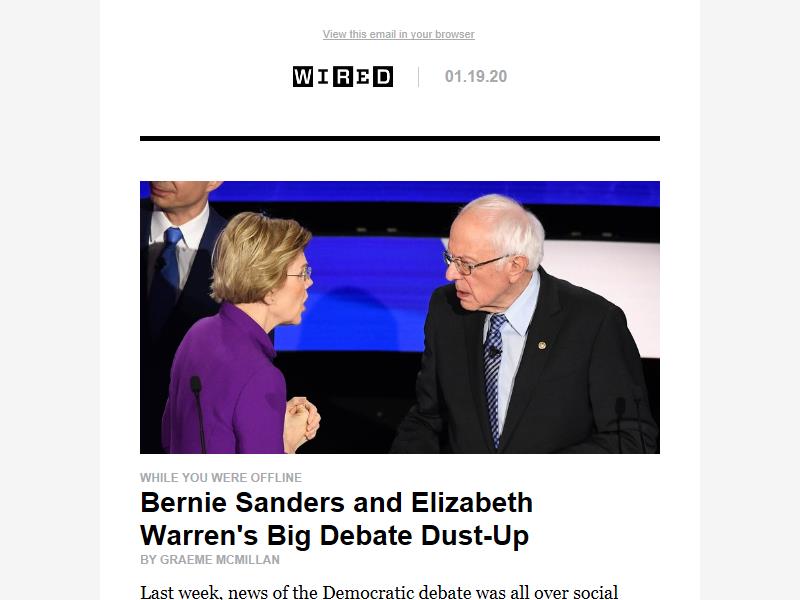 View this email in your browser
WIRED
01.19.20
WHILE YOU WERE OFFLINE
Bernie Sanders and Elizabeth
Warren's Big Debate Dust-Up
BY GRAEME MCMILLAN
Last week, news of the Democratic debate was all over social